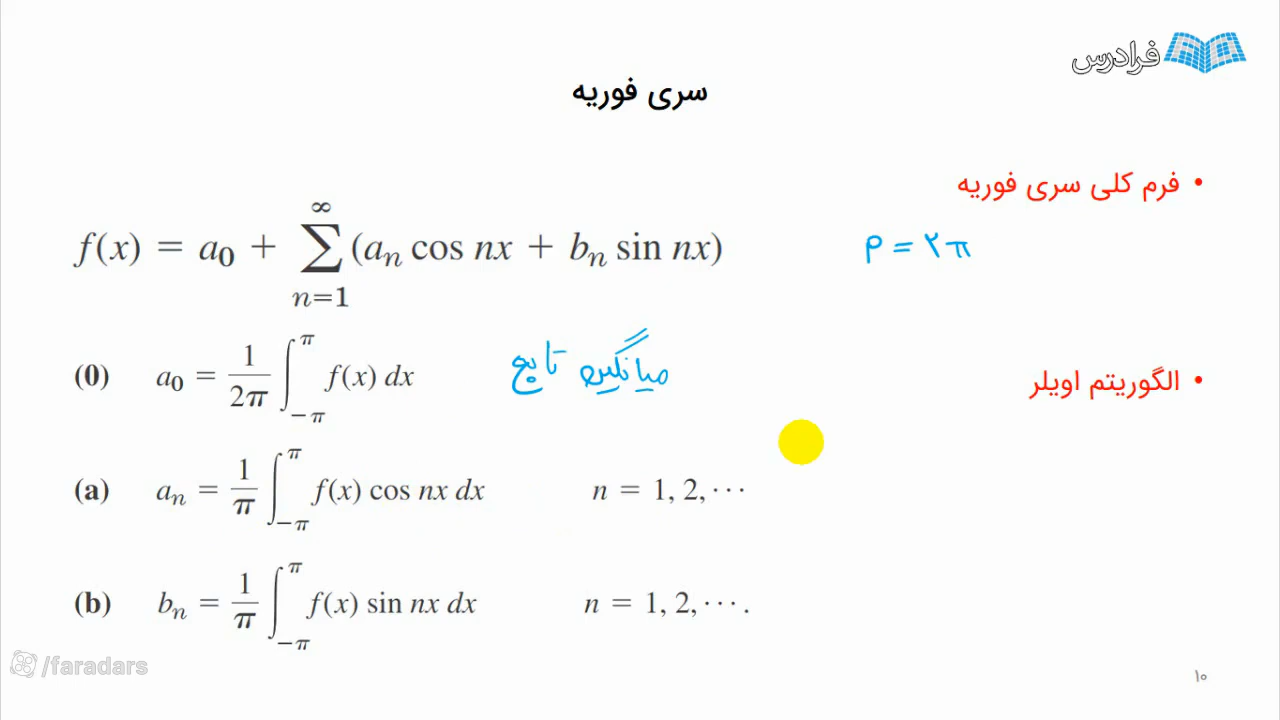 فرادرس
سری فوریه
• فرم کلی سری فوریه
f(x) = a₀ + ∑_{n=1}^{∞} (aₙ cos nx + bₙ sin nx)
P = ۲π
(0) a₀ = 1/2π ∫_{−π}^{π} f(x) dx
میانگین تابع
• الگوریتم اویلر
(a) aₙ = 1/π ∫_{−π}^{π} f(x) cos nx dx n = 1, 2, ⋯
(b) bₙ = 1/π ∫_{−π}^{π} f(x) sin nx dx n = 1, 2, ⋯.
/faradars
۱۰